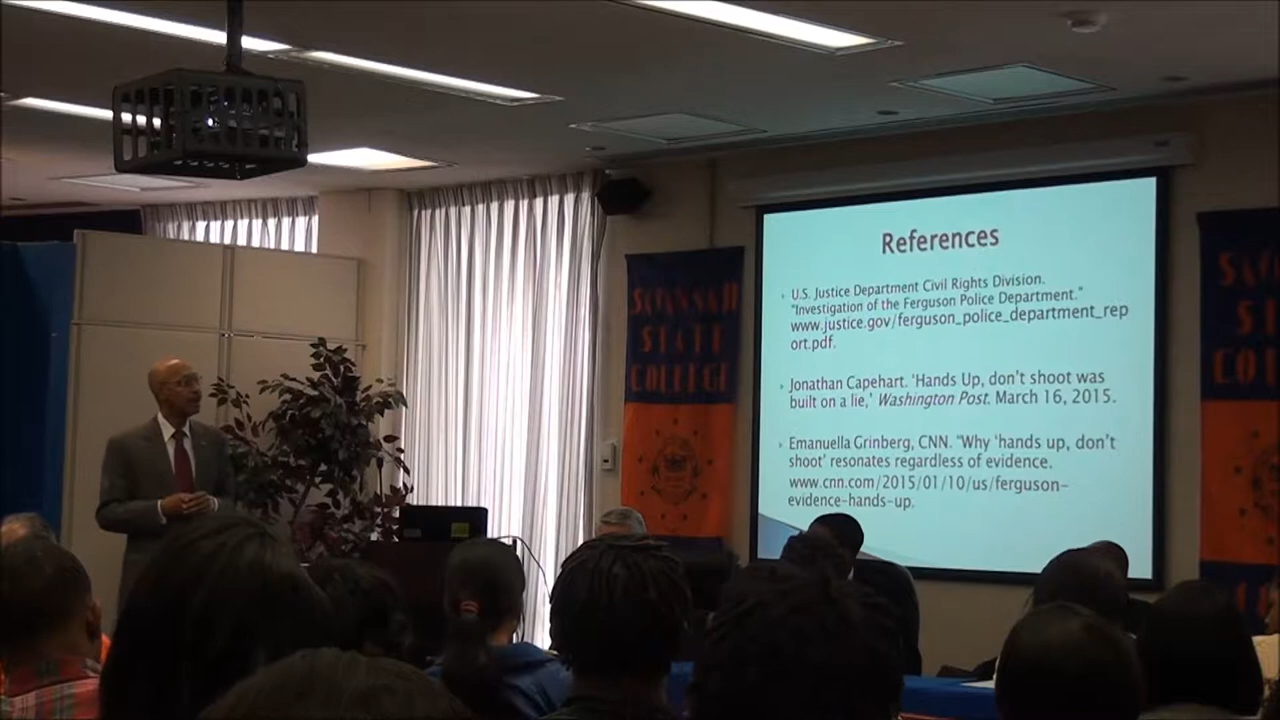 References
U.S. Justice Department Civil Rights Division.
"Investigation of the Ferguson Police Department."
www.justice.gov/ferguson_police_department_rep
ort.pdf.
Jonathan Capehart. 'Hands Up, don't shoot was
built on a lie,' Washington Post. March 16, 2015.
Emanuella Grinberg, CNN. "Why 'hands up, don't
shoot' resonates regardless of evidence.
www.cnn.com/2015/01/10/us/ferguson-
evidence-hands-up.
SAVANNAH
STATE
COLLEGE